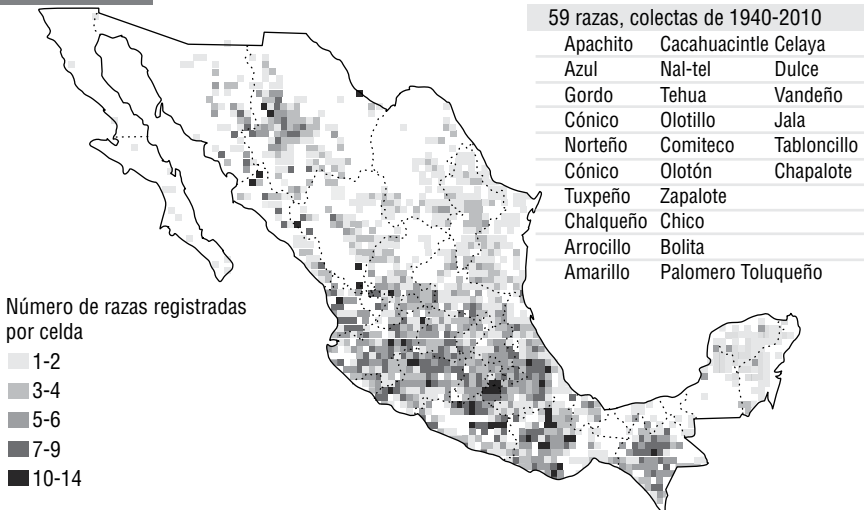 59 razas, colectas de 1940-2010
Apachito Cacahuacintle Celaya
Azul Nal-tel Dulce
Gordo Tehua Vandeño
Cónico Olotillo Jala
Norteño Comiteco Tabloncillo
Cónico Olotón Chapalote
Tuxpeño Zapalote
Chalqueño Chico
Arrocillo Bolita
Amarillo Palomero Toluqueño
Número de razas registradas
por celda
1-2
3-4
5-6
7-9
10-14